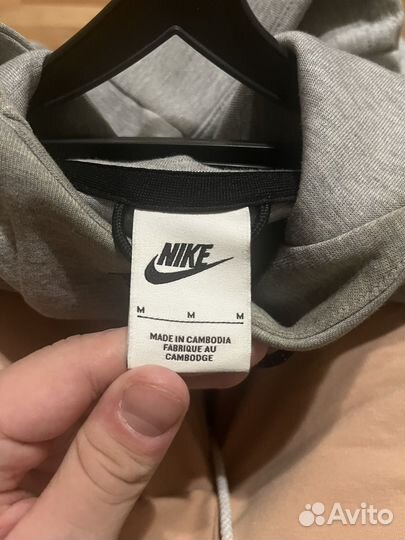 NIKE
M M M
MADE IN CAMBODIA
FABRIQUE AU
CAMBODGE
Avito